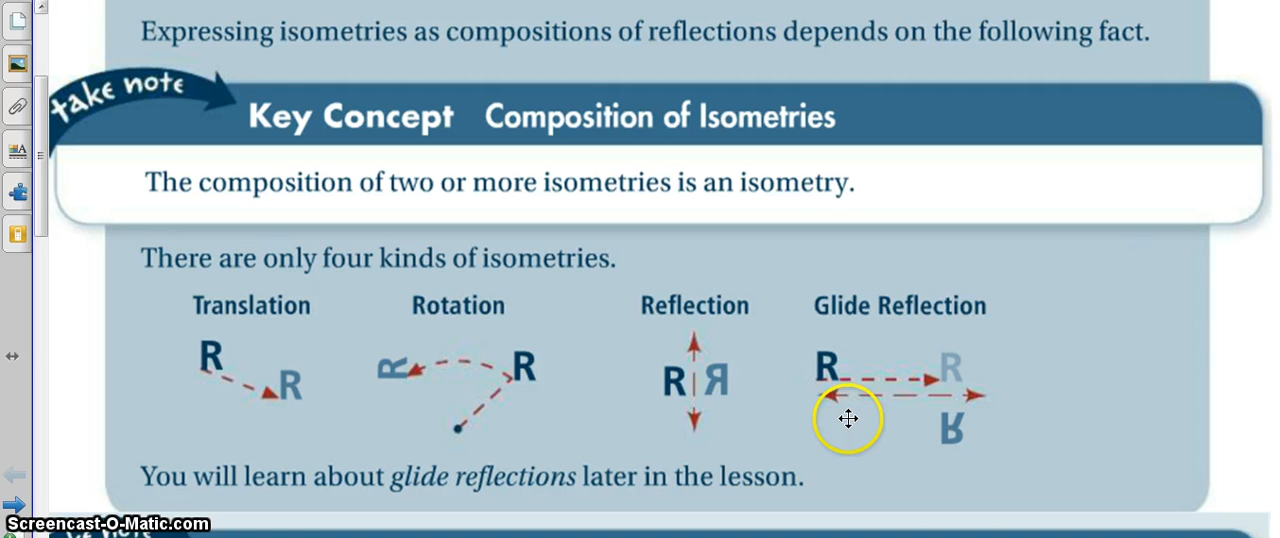 Expressing isometries as compositions of reflections depends on the following fact.
take note
Key Concept Composition of Isometries
The composition of two or more isometries is an isometry.
There are only four kinds of isometries.
Translation Rotation Reflection Glide Reflection
R R R R R R R R R
You will learn about glide reflections later in the lesson.
Screencast-O-Matic.com